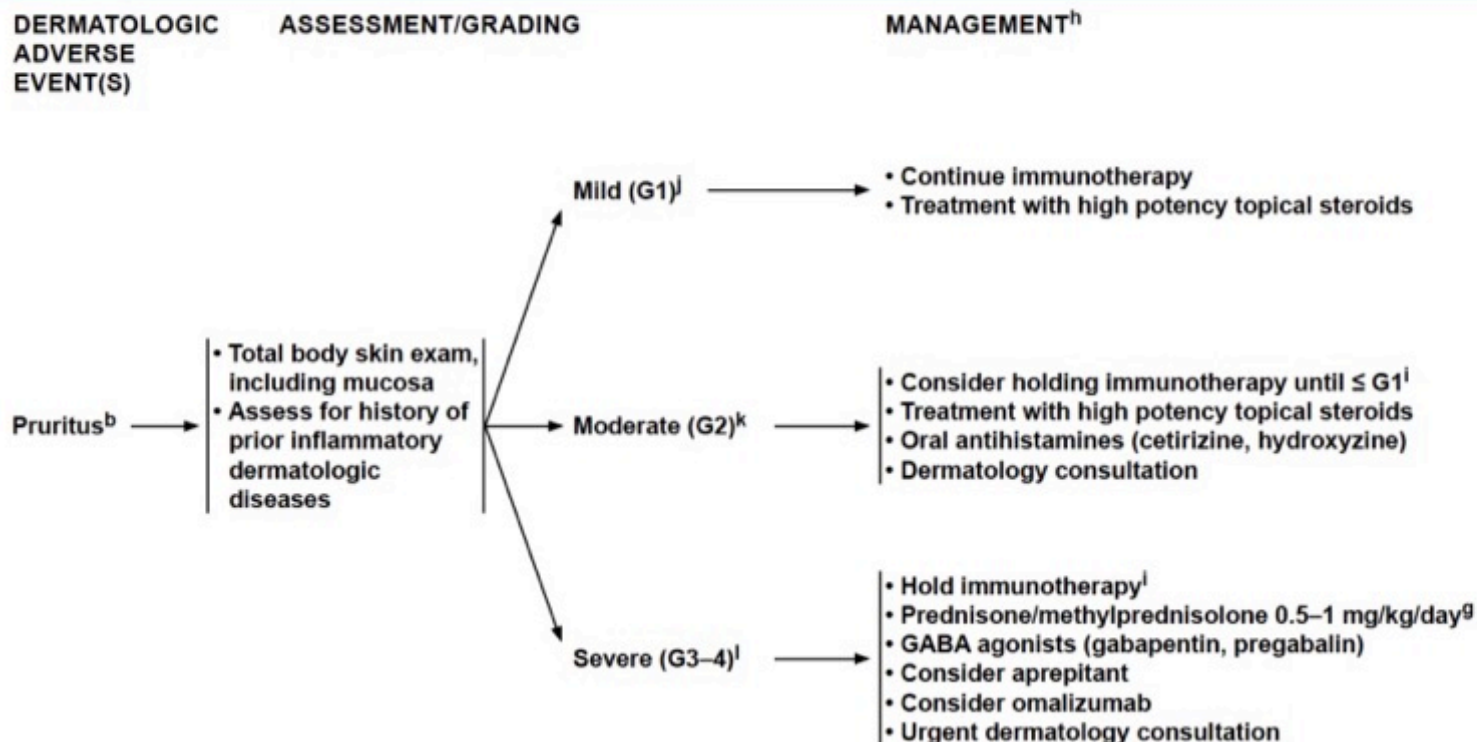 DERMATOLOGIC ADVERSE EVENT(S)
ASSESSMENT/GRADING
MANAGEMENTʰ
Pruritusᵇ
• Total body skin exam,
including mucosa
• Assess for history of
prior inflammatory
dermatologic
diseases
Mild (G1)ʲ
• Continue immunotherapy
• Treatment with high potency topical steroids
Moderate (G2)ᵏ
• Consider holding immunotherapy until ≤ G1ⁱ
• Treatment with high potency topical steroids
• Oral antihistamines (cetirizine, hydroxyzine)
• Dermatology consultation
Severe (G3–4)ˡ
• Hold immunotherapyⁱ
• Prednisone/methylprednisolone 0.5–1 mg/kg/dayᵍ
• GABA agonists (gabapentin, pregabalin)
• Consider aprepitant
• Consider omalizumab
• Urgent dermatology consultation